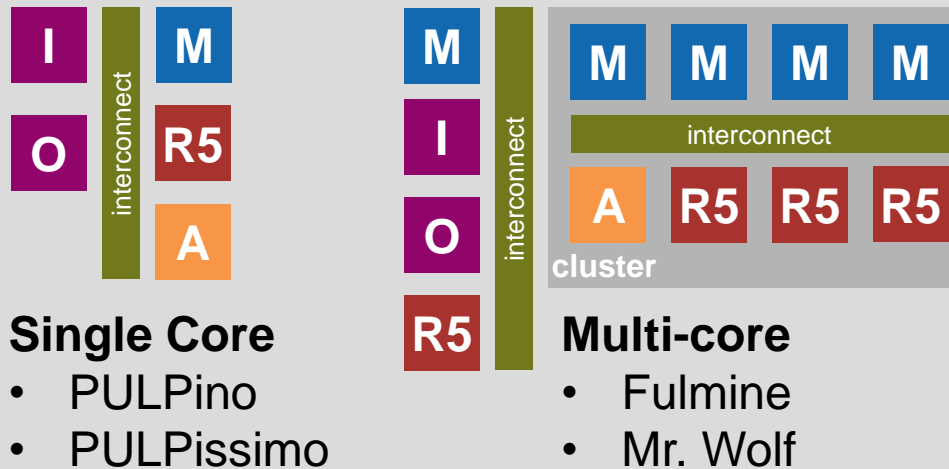 I
O
interconnect
M
R5
A
Single Core
• PULPino
• PULPissimo
M
I
O
R5
interconnect
M M M M
interconnect
A R5 R5 R5
cluster
Multi-core
• Fulmine
• Mr. Wolf